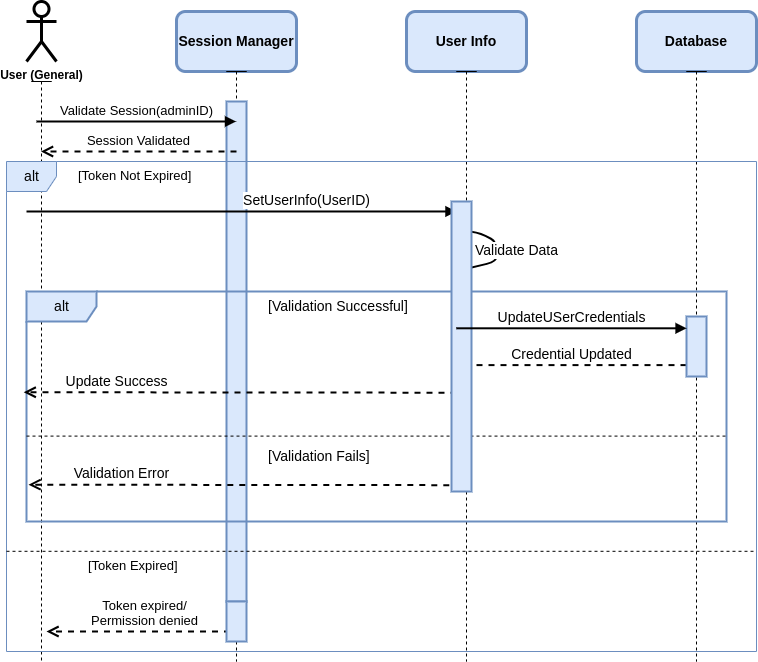 Session Manager
User Info
Database
User (General)
Validate Session(adminID)
Session Validated
alt
[Token Not Expired]
SetUserInfo(UserID)
Validate Data
alt
[Validation Successful]
UpdateUSerCredentials
Credential Updated
Update Success
[Validation Fails]
Validation Error
[Token Expired]
Token expired/
Permission denied